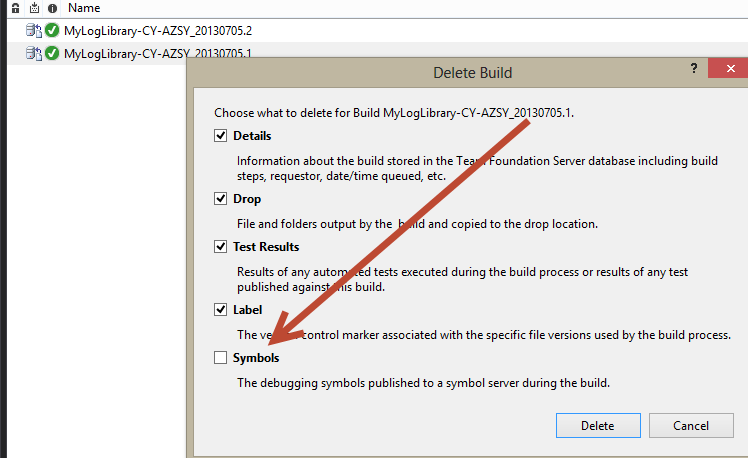 Name
MyLogLibrary-CY-AZSY_20130705.2
MyLogLibrary-CY-AZSY_20130705.1
Delete Build
?
Choose what to delete for Build MyLogLibrary-CY-AZSY_20130705.1.
Details
Information about the build stored in the Team Foundation Server database including build
steps, requestor, date/time queued, etc.
Drop
File and folders output by the build and copied to the drop location.
Test Results
Results of any automated tests executed during the build process or results of any test
published against this build.
Label
The version control marker associated with the specific file versions used by the build process.
Symbols
The debugging symbols published to a symbol server during the build.
Delete
Cancel